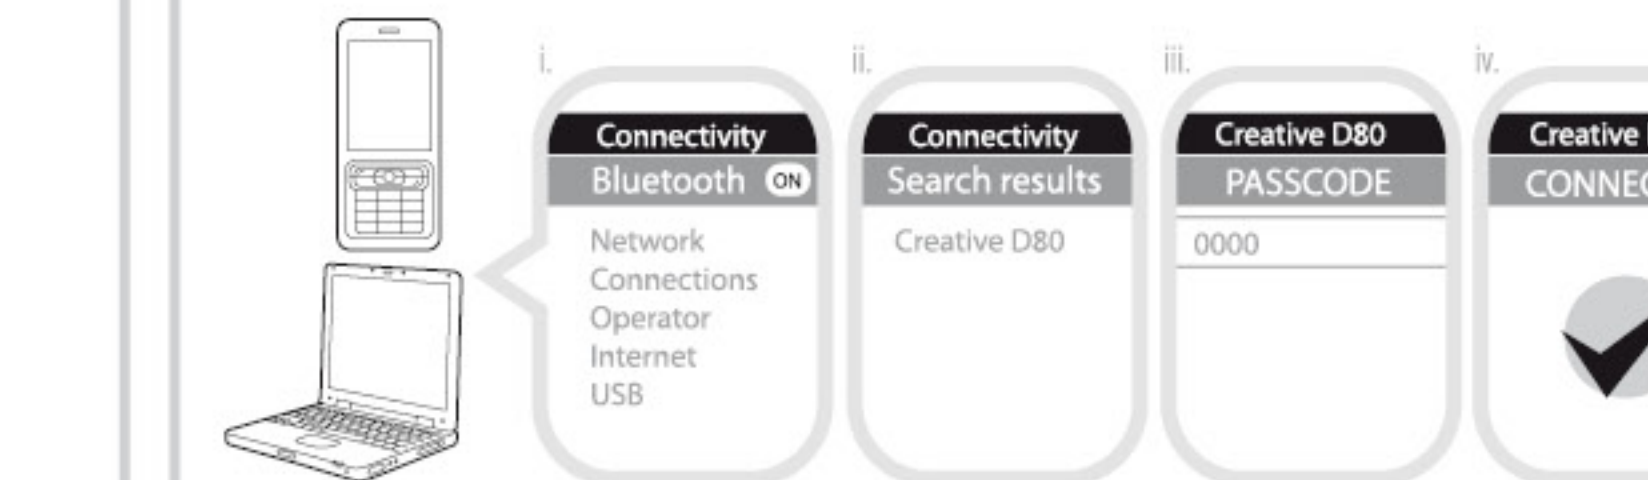 i.
Connectivity
Bluetooth ON
Network
Connections
Operator
Internet
USB
ii.
Connectivity
Search results
Creative D80
iii.
Creative D80
PASSCODE
0000
iv.
Creative